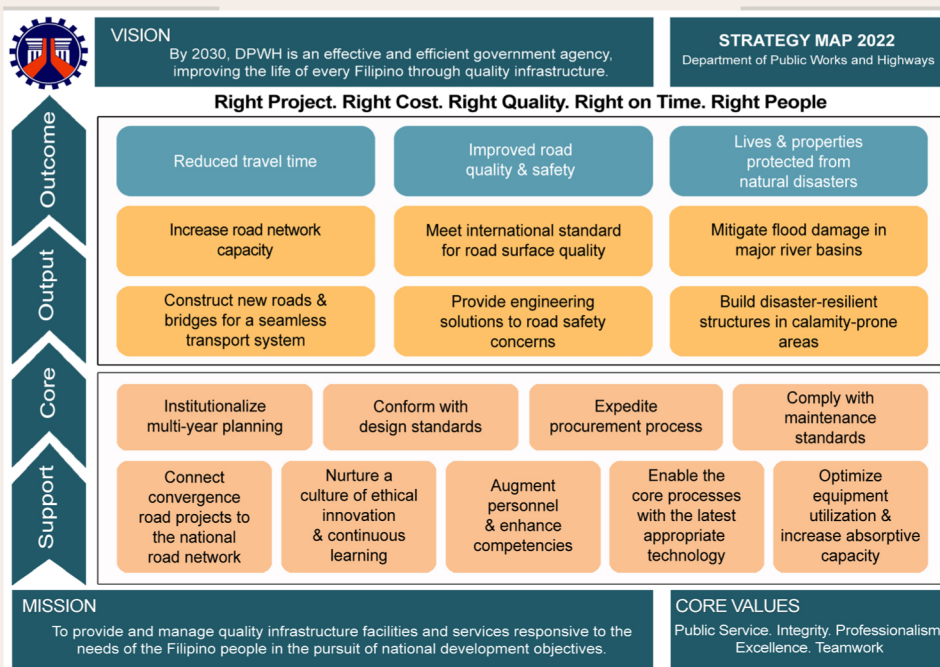 VISION
By 2030, DPWH is an effective and efficient government agency,
improving the life of every Filipino through quality infrastructure.
STRATEGY MAP 2022
Department of Public Works and Highways
Right Project. Right Cost. Right Quality. Right on Time. Right People
Outcome
Reduced travel time
Improved road
quality & safety
Lives & properties
protected from
natural disasters
Output
Increase road network
capacity
Meet international standard
for road surface quality
Mitigate flood damage in
major river basins
Construct new roads &
bridges for a seamless
transport system
Provide engineering
solutions to road safety
concerns
Build disaster-resilient
structures in calamity-prone
areas
Core
Institutionalize
multi-year planning
Conform with
design standards
Expedite
procurement process
Comply with
maintenance
standards
Support
Connect
convergence
road projects to
the national
road network
Nurture a
culture of ethical
innovation
& continuous
learning
Augment
personnel
& enhance
competencies
Enable the
core processes
with the latest
appropriate
technology
Optimize
equipment
utilization &
increase absorptive
capacity
MISSION
To provide and manage quality infrastructure facilities and services responsive to the
needs of the Filipino people in the pursuit of national development objectives.
CORE VALUES
Public Service. Integrity. Professionalism
Excellence. Teamwork